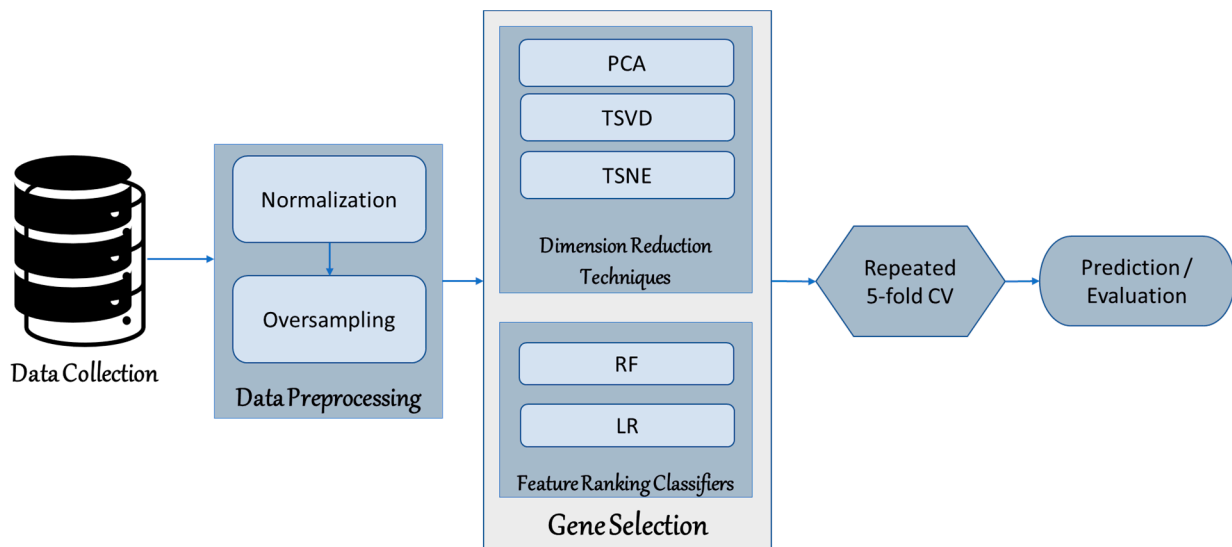 Data Collection
Normalization
Oversampling
Data Preprocessing
PCA
TSVD
TSNE
Dimension Reduction
Techniques
RF
LR
Feature Ranking Classifiers
Gene Selection
Repeated
5-fold CV
Prediction /
Evaluation